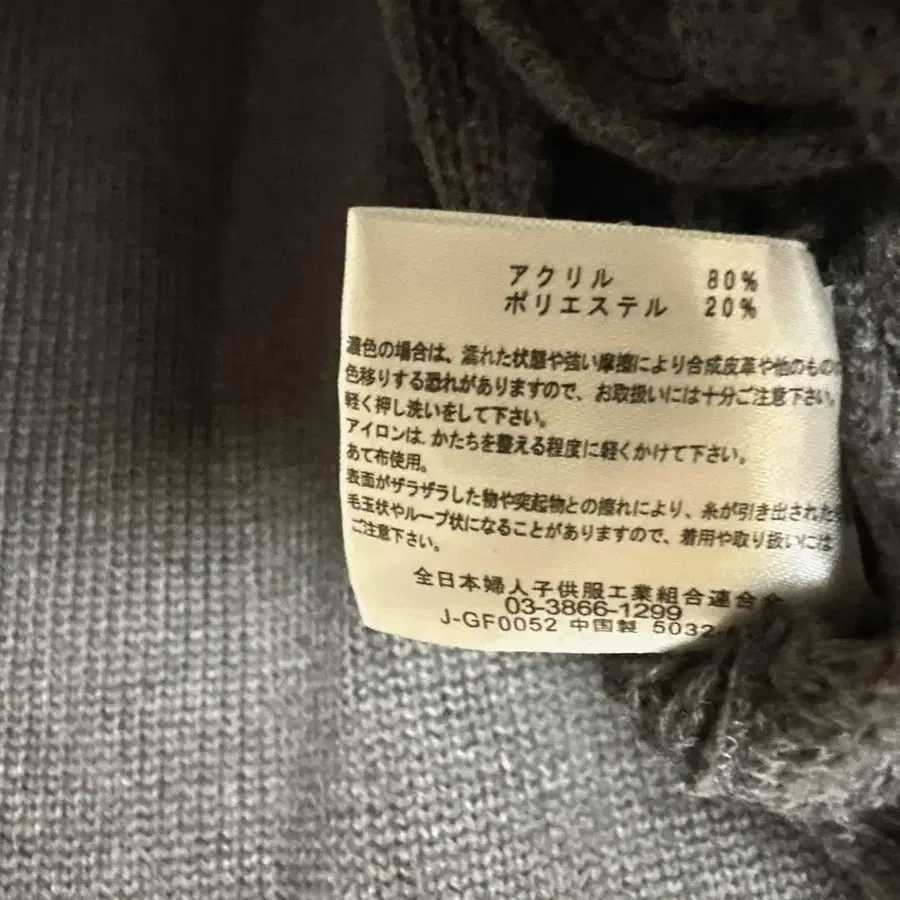 アクリル 80%
ポリエステル 20%
濃色の場合は、濡れた状態や強い摩擦により合成皮革や他のもの
色移りする恐れがありますので、お取扱いには十分ご注意下さい。
軽く押し洗いをして下さい。
アイロンは、かたちを整える程度に軽くかけて下さい。
あて布使用。
表面がザラザラした物や突起物との擦れにより、糸が引き出された
毛玉状やループ状になることがありますので、着用や取り扱いには
ご注意下さい。
全日本婦人子供服工業組合連合会
03-3866-1299
J-GF0052 中国製 5032